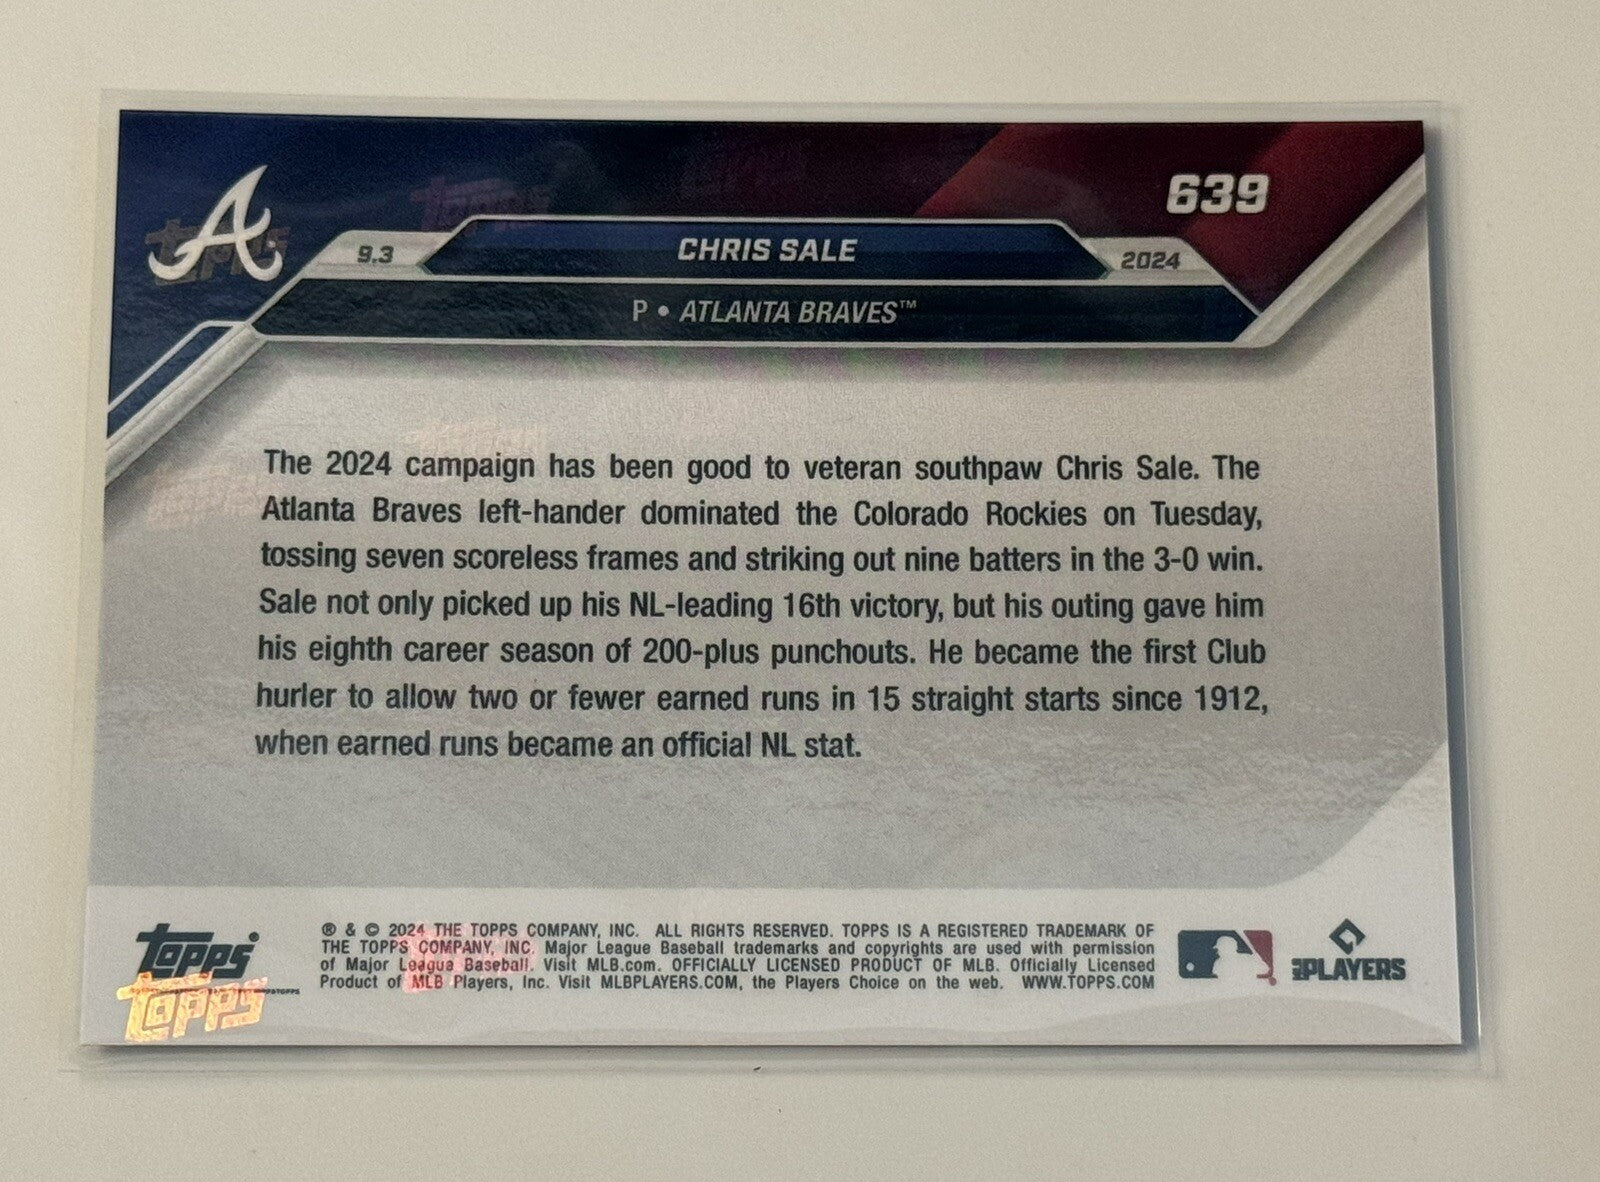 A
639
9.3 CHRIS SALE 2024
P • ATLANTA BRAVES™
The 2024 campaign has been good to veteran southpaw Chris Sale. The
Atlanta Braves left-hander dominated the Colorado Rockies on Tuesday,
tossing seven scoreless frames and striking out nine batters in the 3-0 win.
Sale not only picked up his NL-leading 16th victory, but his outing gave him
his eighth career season of 200-plus punchouts. He became the first Club
hurler to allow two or fewer earned runs in 15 straight starts since 1912,
when earned runs became an official NL stat.
topps®
topps
® & © 2024 THE TOPPS COMPANY, INC. ALL RIGHTS RESERVED. TOPPS IS A REGISTERED TRADEMARK OF
THE TOPPS COMPANY, INC. Major League Baseball trademarks and copyrights are used with permission
of Major League Baseball. Visit MLB.com. OFFICIALLY LICENSED PRODUCT OF MLB. Officially Licensed
Product of MLB Players, Inc. Visit MLBPLAYERS.COM, the Players Choice on the web. WWW.TOPPS.COM
MLBPLAYERS